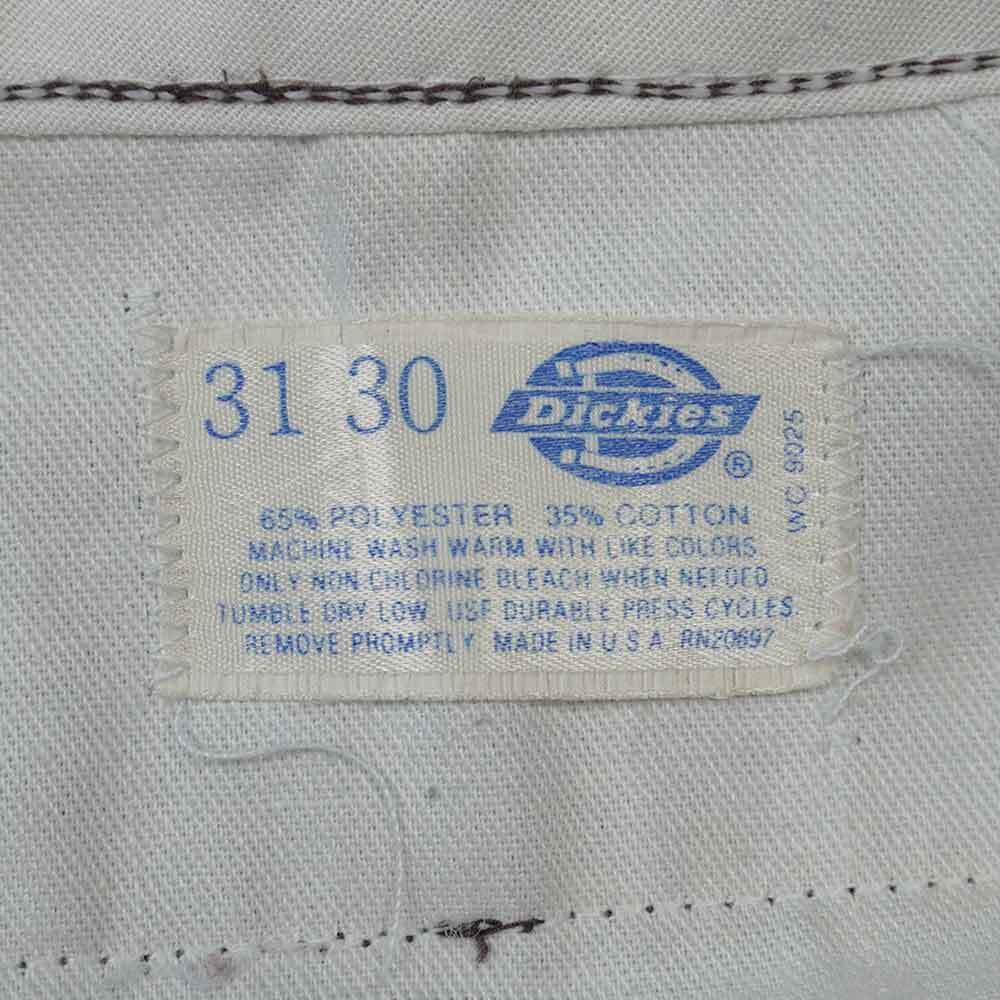 31 30
Dickies ®
WC 9025
65% POLYESTER 35% COTTON
MACHINE WASH WARM WITH LIKE COLORS
ONLY NON CHLORINE BLEACH WHEN NEEDED.
TUMBLE DRY LOW. USE DURABLE PRESS CYCLES.
REMOVE PROMPTLY. MADE IN U S A RN20697